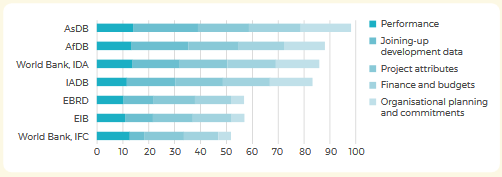 AsDB
AfDB
World Bank, IDA
IADB
EBRD
EIB
World Bank, IFC
0 10 20 30 40 50 60 70 80 90 100
Performance
Joining-up
development data
Project attributes
Finance and budgets
Organisational planning
and commitments